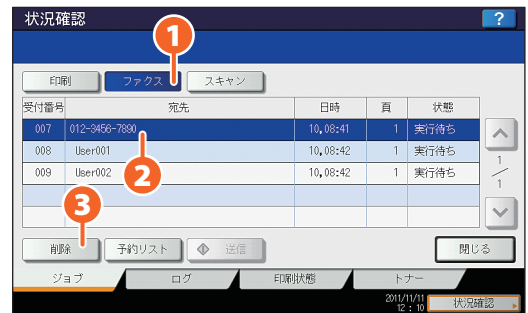 状況確認 ?
1
印刷 ファクス スキャン
受付番号 宛先 日時 頁 状態
007 012-3456-7890 10,08:41 1 実行待ち
008 User001 10,08:42 1 実行待ち
009 User002 10,08:42 1 実行待ち
1
1
2
3
削除 予約リスト 送信 閉じる
ジョブ ログ 印刷状態 トナー
2011/11/11
12 : 10 状況確認